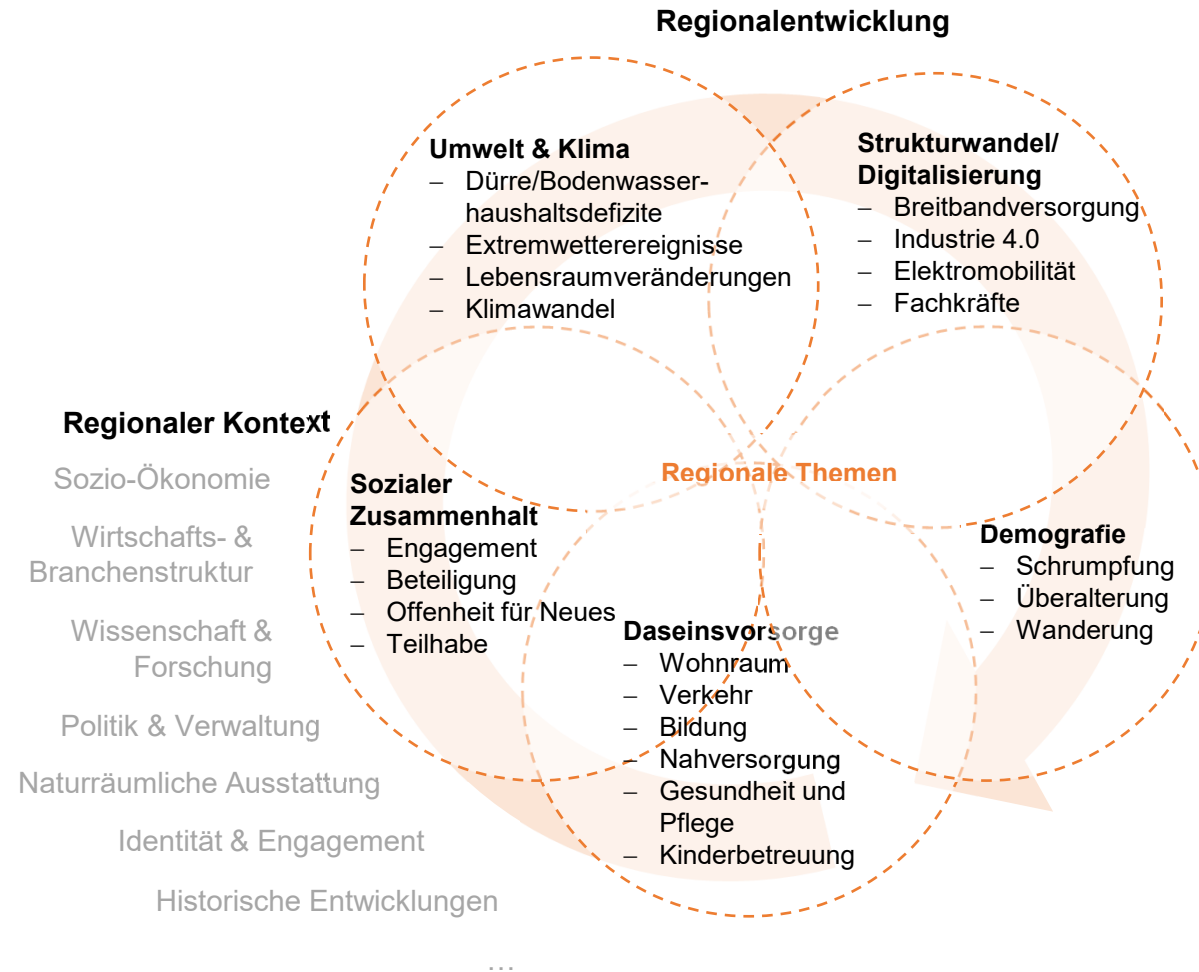 Regionalentwicklung
Umwelt & Klima
– Dürre/Bodenwasser-
haushaltsdefizite
– Extremwetterereignisse
– Lebensraumveränderungen
– Klimawandel
Strukturwandel/
Digitalisierung
– Breitbandversorgung
– Industrie 4.0
– Elektromobilität
– Fachkräfte
Regionaler Kontext
Sozio-Ökonomie
Wirtschafts- &
Branchenstruktur
Wissenschaft &
Forschung
Politik & Verwaltung
Naturräumliche Ausstattung
Identität & Engagement
Historische Entwicklungen
...
Regionale Themen
Sozialer
Zusammenhalt
– Engagement
– Beteiligung
– Offenheit für Neues
– Teilhabe
Daseinsvorsorge
– Wohnraum
– Verkehr
– Bildung
– Nahversorgung
– Gesundheit und
Pflege
– Kinderbetreuung
Demografie
– Schrumpfung
– Überalterung
– Wanderung